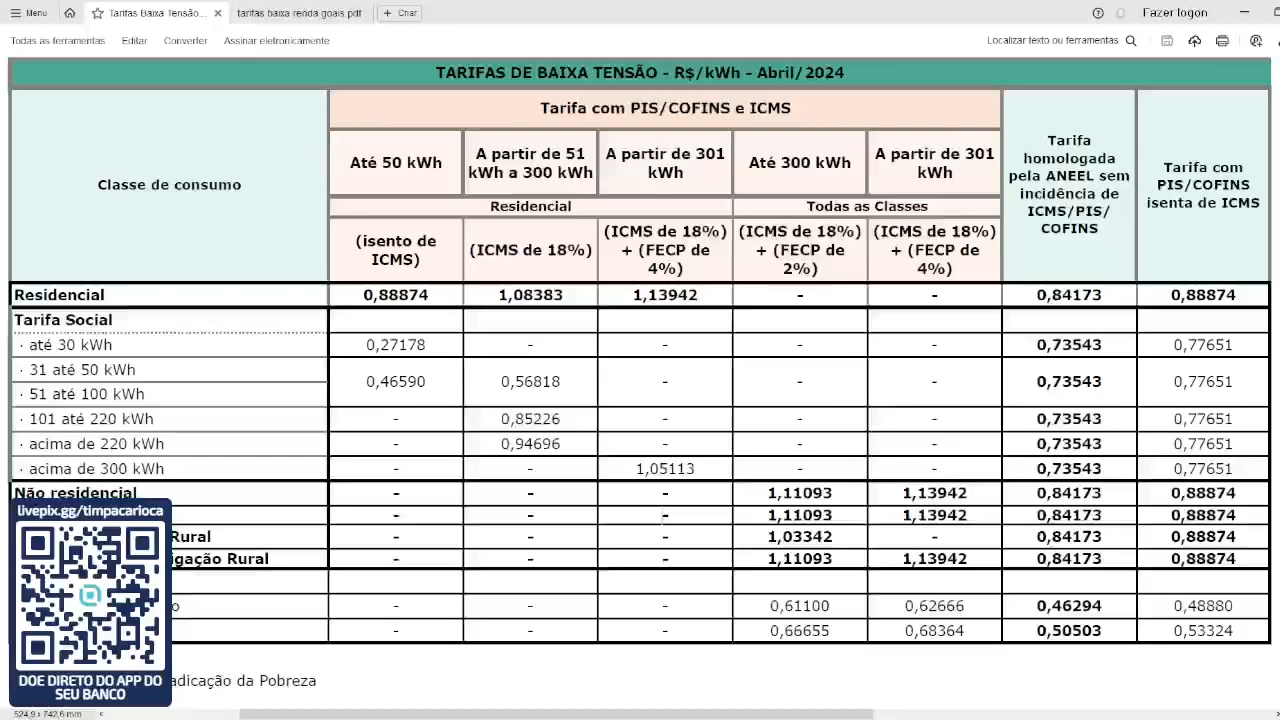 Menu Tarifas Baixa Tensão... tarifas baixa renda goais pdf + Criar Fazer logon
Todas as ferramentas Editar Converter Assinar eletronicamente Localizar texto ou ferramentas
TARIFAS DE BAIXA TENSÃO - R$/kWh - Abril/2024
Classe de consumo
Tarifa com PIS/COFINS e ICMS
Até 50 kWh
A partir de 51
kWh a 300 kWh
A partir de 301
kWh
Até 300 kWh
A partir de 301
kWh
Residencial
Todas as Classes
(isento de
ICMS)
(ICMS de 18%)
(ICMS de 18%)
+ (FECP de
4%)
(ICMS de 18%)
+ (FECP de
2%)
(ICMS de 18%)
+ (FECP de
4%)
Tarifa
homologada
pela ANEEL sem
incidência de
ICMS/PIS/
COFINS
Tarifa com
PIS/COFINS
isenta de ICMS
Residencial 0,88874 1,08383 1,13942 - - 0,84173 0,88874
Tarifa Social
· até 30 kWh 0,27178 - - - - 0,73543 0,77651
· 31 até 50 kWh
0,46590 0,56818 - - - 0,73543 0,77651
· 51 até 100 kWh
· 101 até 220 kWh - 0,85226 - - - 0,73543 0,77651
· acima de 220 kWh - 0,94696 - - - 0,73543 0,77651
· acima de 300 kWh - - 1,05113 - - 0,73543 0,77651
Não residencial - - - 1,11093 1,13942 0,84173 0,88874
- - - 1,11093 1,13942 0,84173 0,88874
Rural - - - 1,03342 - 0,84173 0,88874
igação Rural - - - 1,11093 1,13942 0,84173 0,88874
o - - - 0,61100 0,62666 0,46294 0,48880
- - - 0,66655 0,68364 0,50503 0,53324
adicação da Pobreza
livepix.gg/timpacarioca
DOE DIRETO DO APP DO
SEU BANCO
524,9 x 742,6 mm